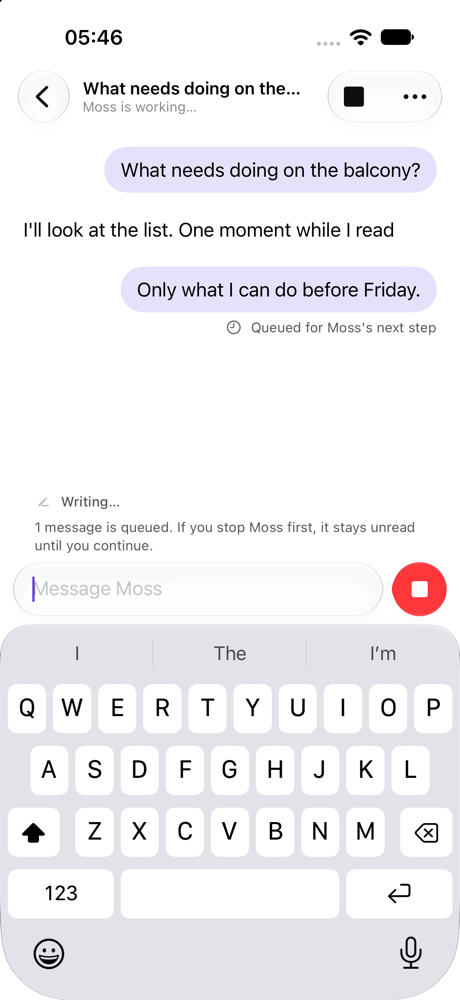 05:46
What needs doing on the...
Moss is working...
What needs doing on the balcony?
I'll look at the list. One moment while I read
Only what I can do before Friday.
Queued for Moss's next step
Writing...
1 message is queued. If you stop Moss first, it stays unread
until you continue.
Message Moss
I The I'm
Q W E R T Y U I O P
A S D F G H J K L
Z X C V B N M
123